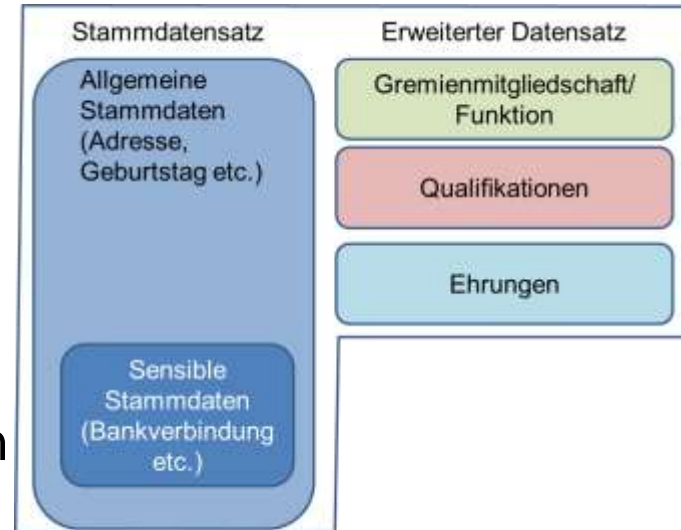 Stammdatensatz
Allgemeine
Stammdaten
(Adresse,
Geburtstag etc.)
Sensible
Stammdaten
(Bankverbindung
etc.)
Erweiterter Datensatz
Gremienmitgliedschaft/
Funktion
Qualifikationen
Ehrungen